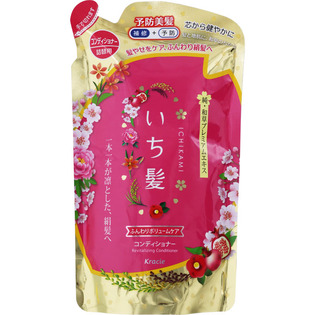 予防美髪
補修+予防
芯から健やかに
コンディショナー
詰替用
髪やせをケア、ふんわり絹髪へ
純・和草プレミアムエキス
いち髪
ICHIKAMI
一本一本が凛とした、絹髪へ
ふんわりボリュームケア
コンディショナー
Revitalizing Conditioner
Kracie